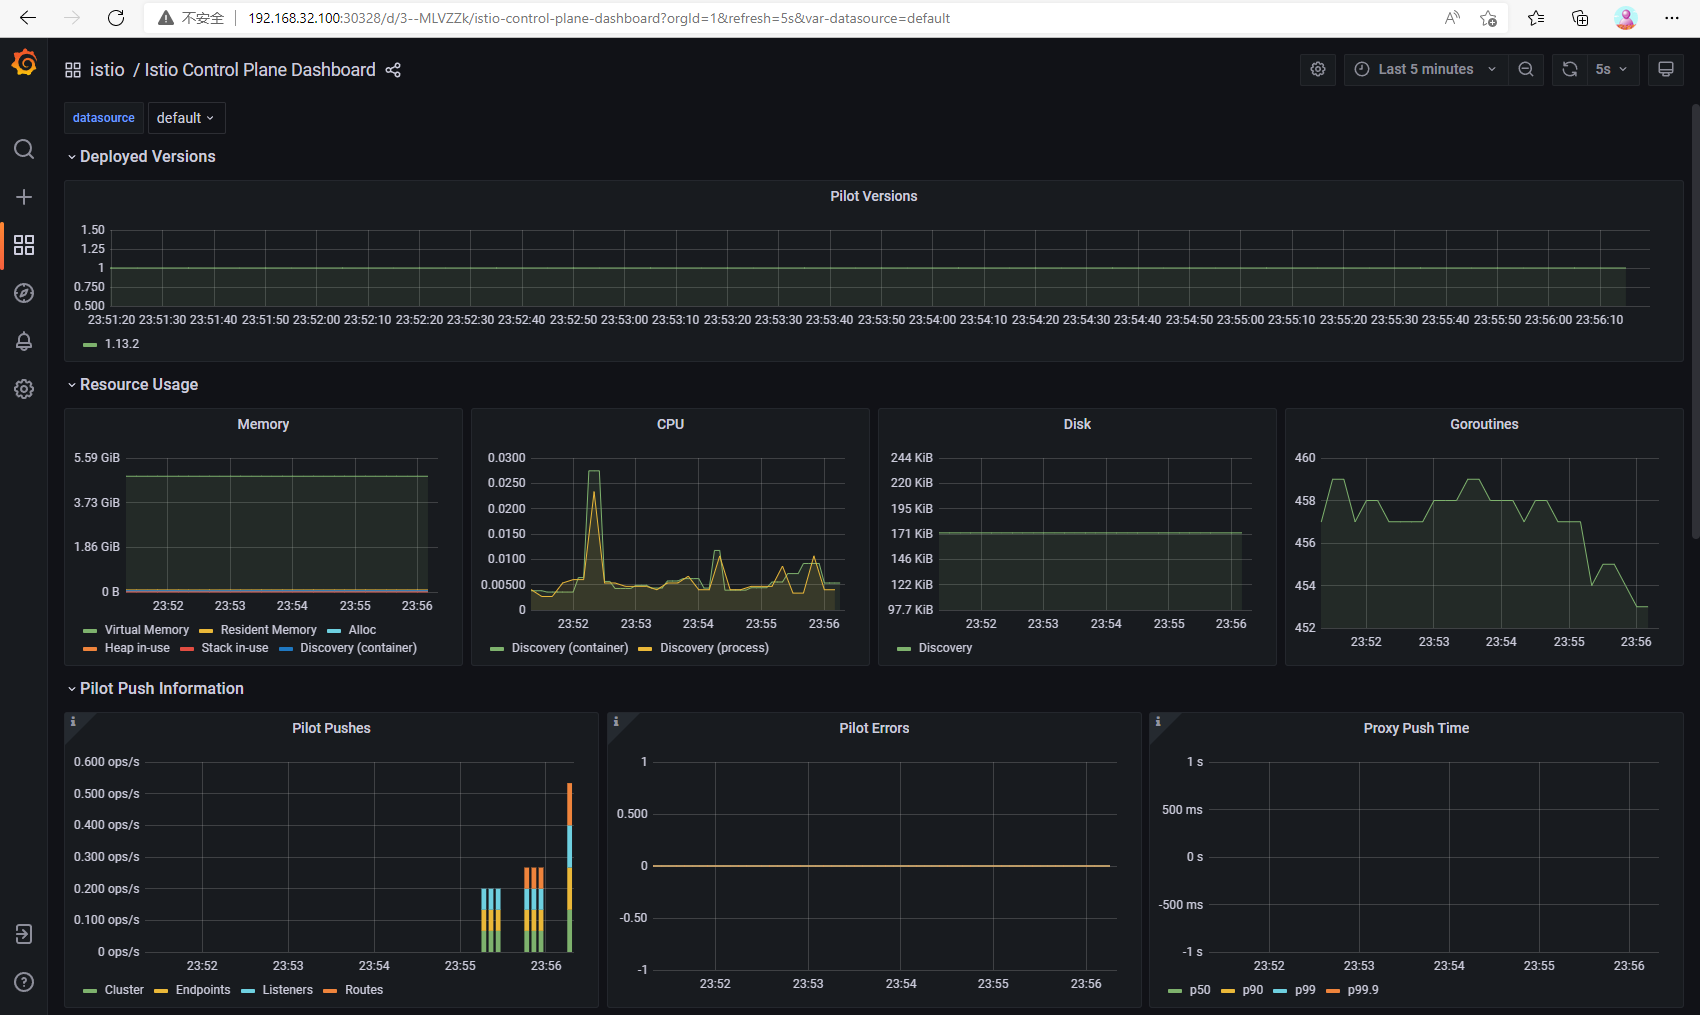 不安全 192.168.32.100:30328/d/3--MLVZZk/istio-control-plane-dashboard?orgId=1&refresh=5s&var-datasource=default
istio / Istio Control Plane Dashboard
Last 5 minutes
5s
datasource default
Deployed Versions
Pilot Versions
1.50
1.25
1
0.750
0.500
23:51:20 23:51:30 23:51:40 23:51:50 23:52:00 23:52:10 23:52:20 23:52:30 23:52:40 23:52:50 23:53:00 23:53:10 23:53:20 23:53:30 23:53:40 23:53:50 23:54:00 23:54:10 23:54:20 23:54:30 23:54:40 23:54:50 23:55:00 23:55:10 23:55:20 23:55:30 23:55:40 23:55:50 23:56:00 23:56:10
1.13.2
Resource Usage
Memory
5.59 GiB
3.73 GiB
1.86 GiB
0 B
23:52 23:53 23:54 23:55 23:56
Virtual Memory Resident Memory Alloc
Heap in-use Stack in-use Discovery (container)
CPU
0.0300
0.0250
0.0200
0.0150
0.0100
0.00500
0
23:52 23:53 23:54 23:55 23:56
Discovery (container) Discovery (process)
Disk
244 KiB
220 KiB
195 KiB
171 KiB
146 KiB
122 KiB
97.7 KiB
23:52 23:53 23:54 23:55 23:56
Discovery
Goroutines
460
458
456
454
452
23:52 23:53 23:54 23:55 23:56
Pilot Push Information
Pilot Pushes
0.600 ops/s
0.500 ops/s
0.400 ops/s
0.300 ops/s
0.200 ops/s
0.100 ops/s
0 ops/s
23:52 23:53 23:54 23:55 23:56
Cluster Endpoints Listeners Routes
Pilot Errors
1
0.500
0
-0.50
-1
23:52 23:53 23:54 23:55 23:56
Proxy Push Time
1 s
500 ms
0 s
-500 ms
-1 s
23:52 23:53 23:54 23:55 23:56
p50 p90 p99 p99.9